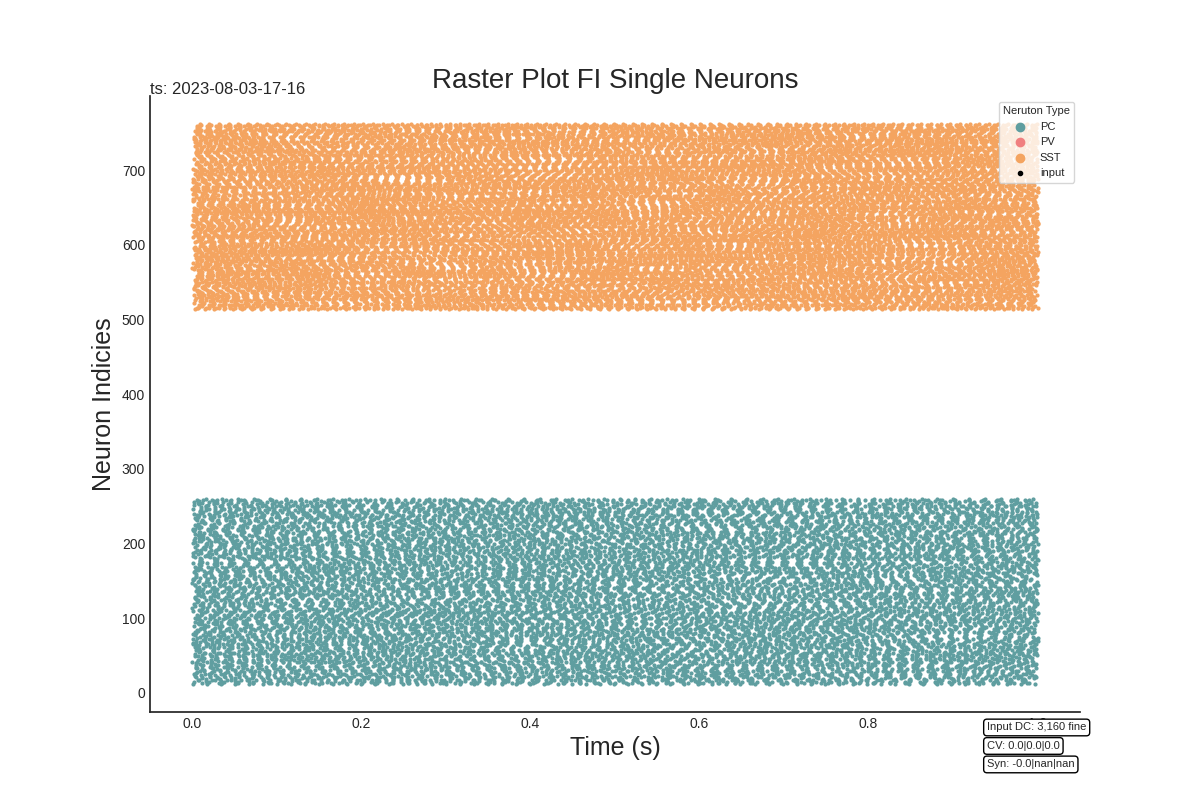 Raster Plot FI Single Neurons
ts: 2023-08-03-17-16
Neruton Type
PC
PV
SST
input
Neuron Indicies
700
600
500
400
300
200
100
0
0.0
0.2
0.4
0.6
0.8
Time (s)
Input DC: 3,160 fine
CV: 0.0|0.0|0.0
Syn: -0.0|nan|nan